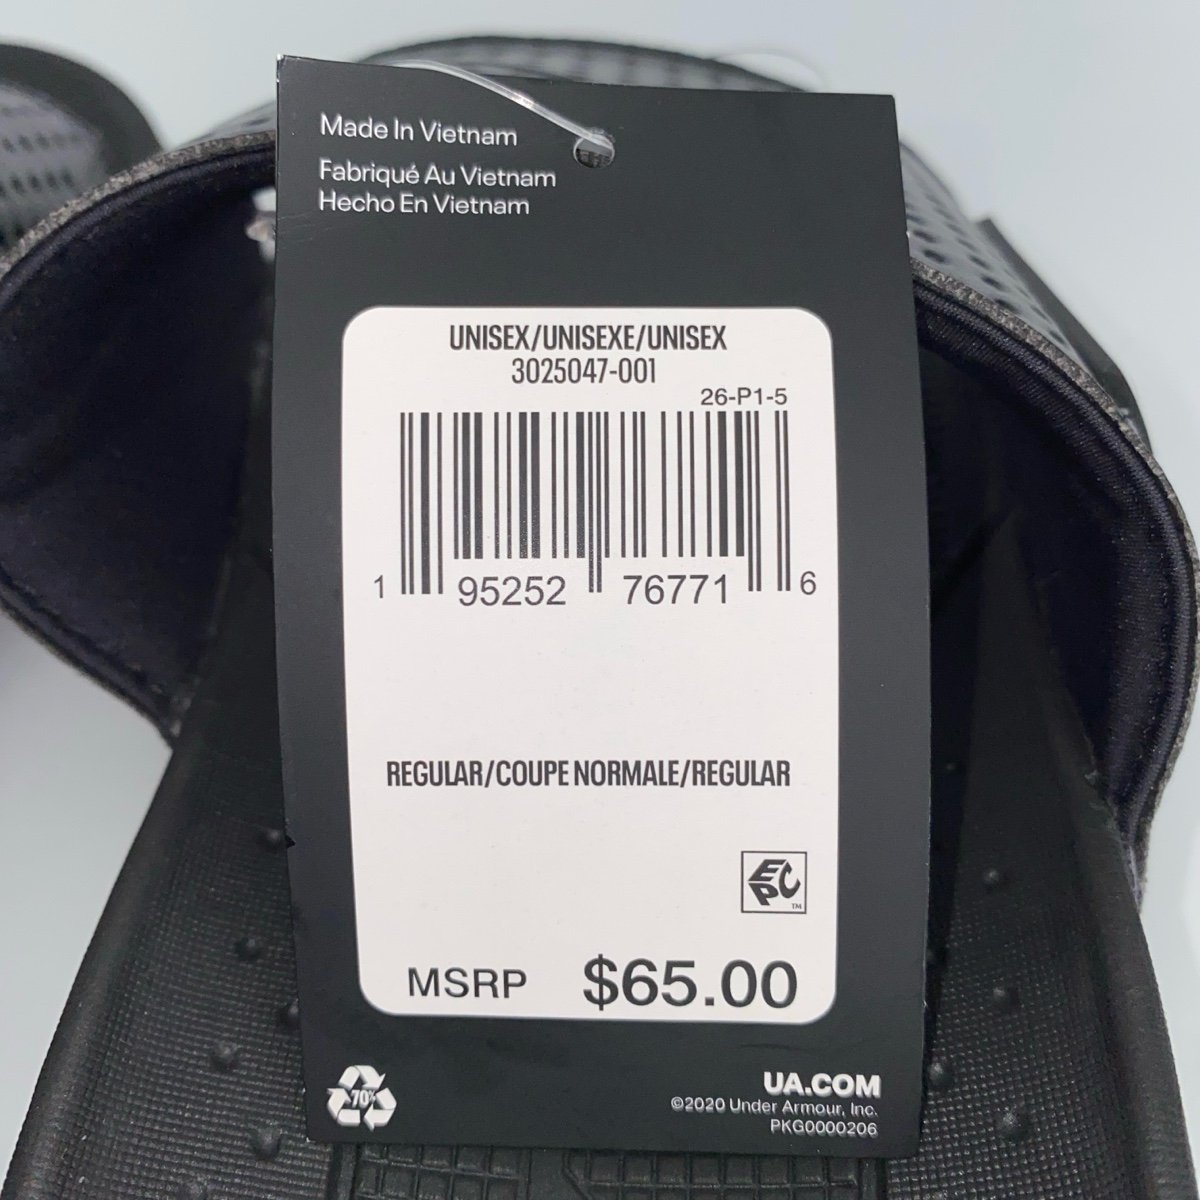 Made In Vietnam
Fabriqué Au Vietnam
Hecho En Vietnam
UNISEX/UNISEXE/UNISEX
3025047-001
26-P1-5
1 95252 76771 6
REGULAR/COUPE NORMALE/REGULAR
EPC
TM
MSRP $65.00
70%
UA.COM
©2020 Under Armour, Inc.
PKG0000206